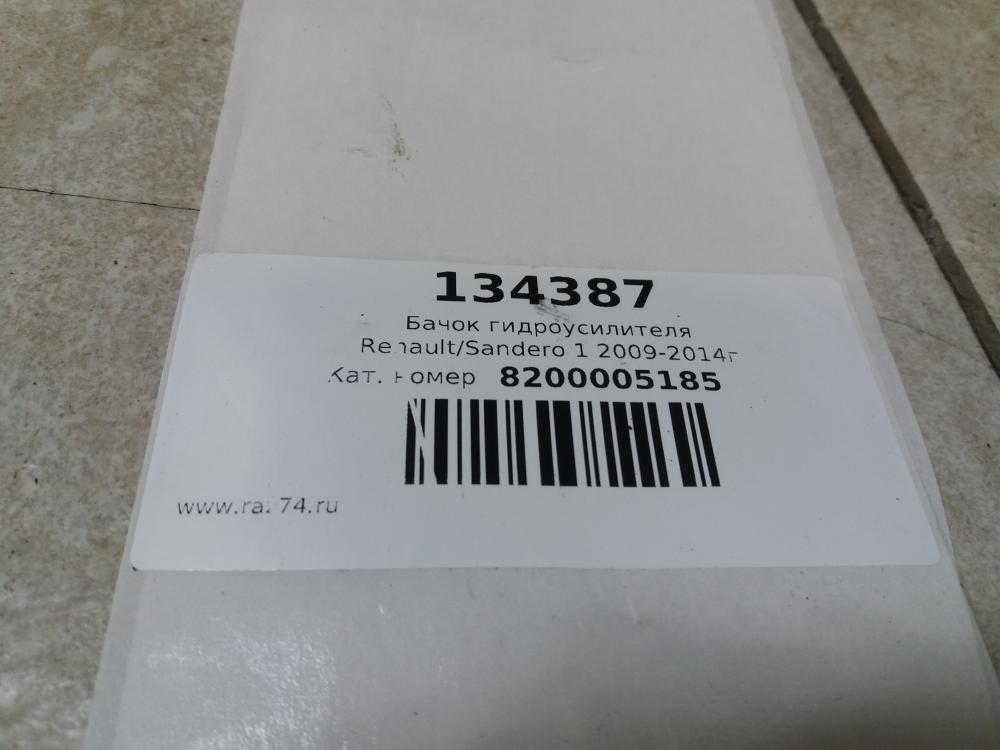 134387
Бачок гидроусилителя
Renault/Sandero 1 2009-2014г
Кат. номер 8200005185